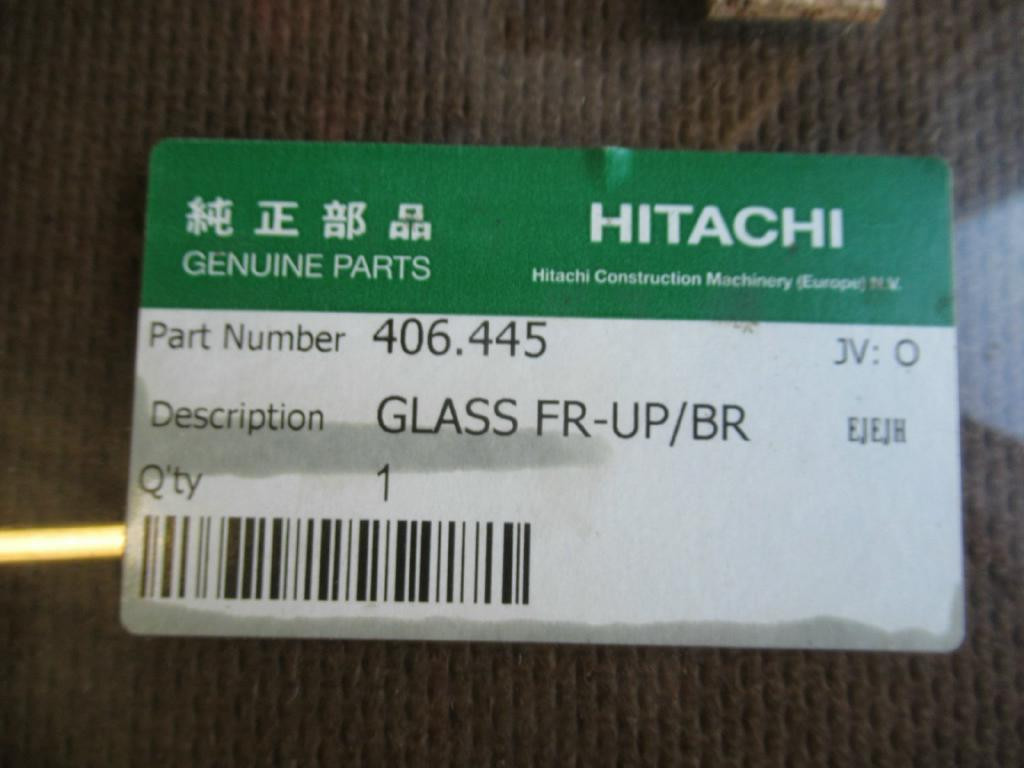 純正部品
GENUINE PARTS
HITACHI
Hitachi Construction Machinery (Europe) N.V.
Part Number 406.445
JV: O
Description GLASS FR-UP/BR
EJEJH
Q'ty 1